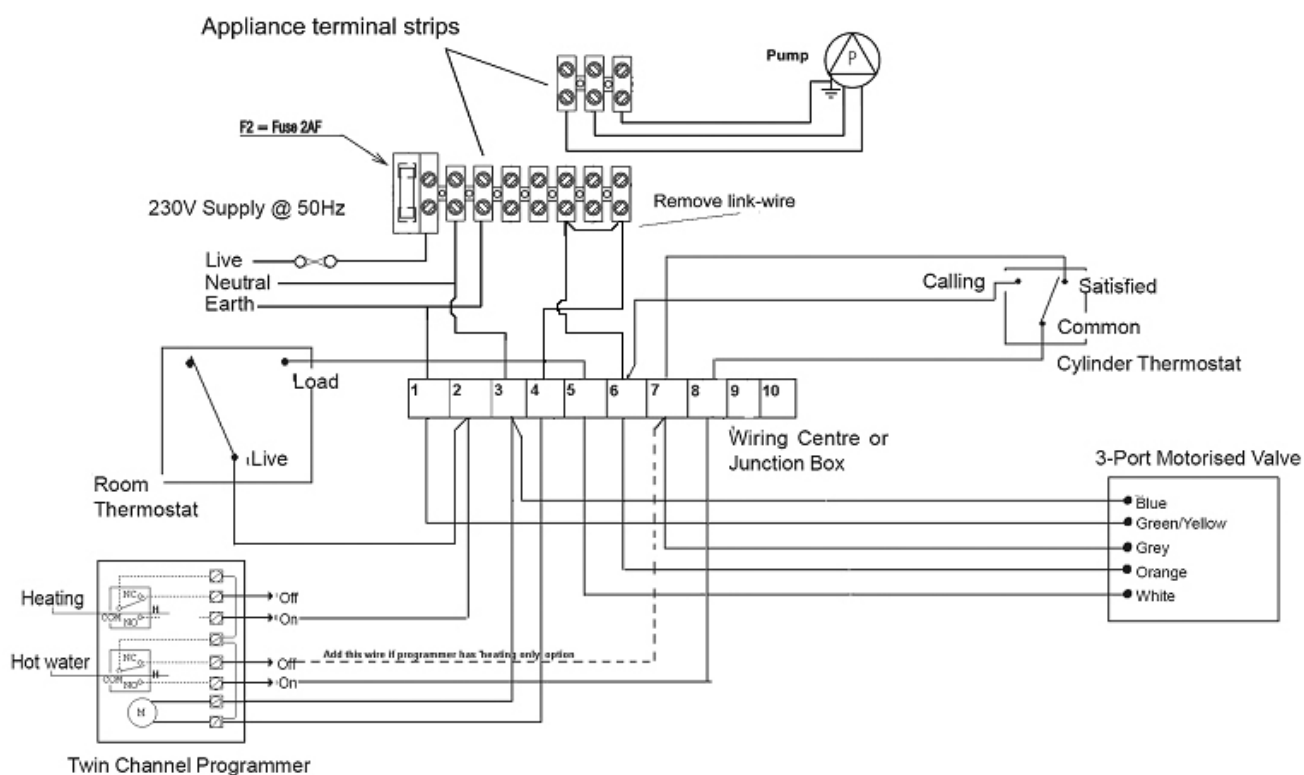 Appliance terminal strips
Pump
P
F2 = Fuse 2AF
230V Supply @ 50Hz
Remove link-wire
Live
Neutral
Earth
Calling
Satisfied
Common
Cylinder Thermostat
Load
Live
Room
Thermostat
1 2 3 4 5 6 7 8 9 10
Wiring Centre or
Junction Box
3-Port Motorised Valve
Blue
Green/Yellow
Grey
Orange
White
Heating
NC
COM
NO
H
Off
On
Hot water
NC
COM
NO
H
Off
On
Add this wire if programmer has 'heating only option
M
Twin Channel Programmer